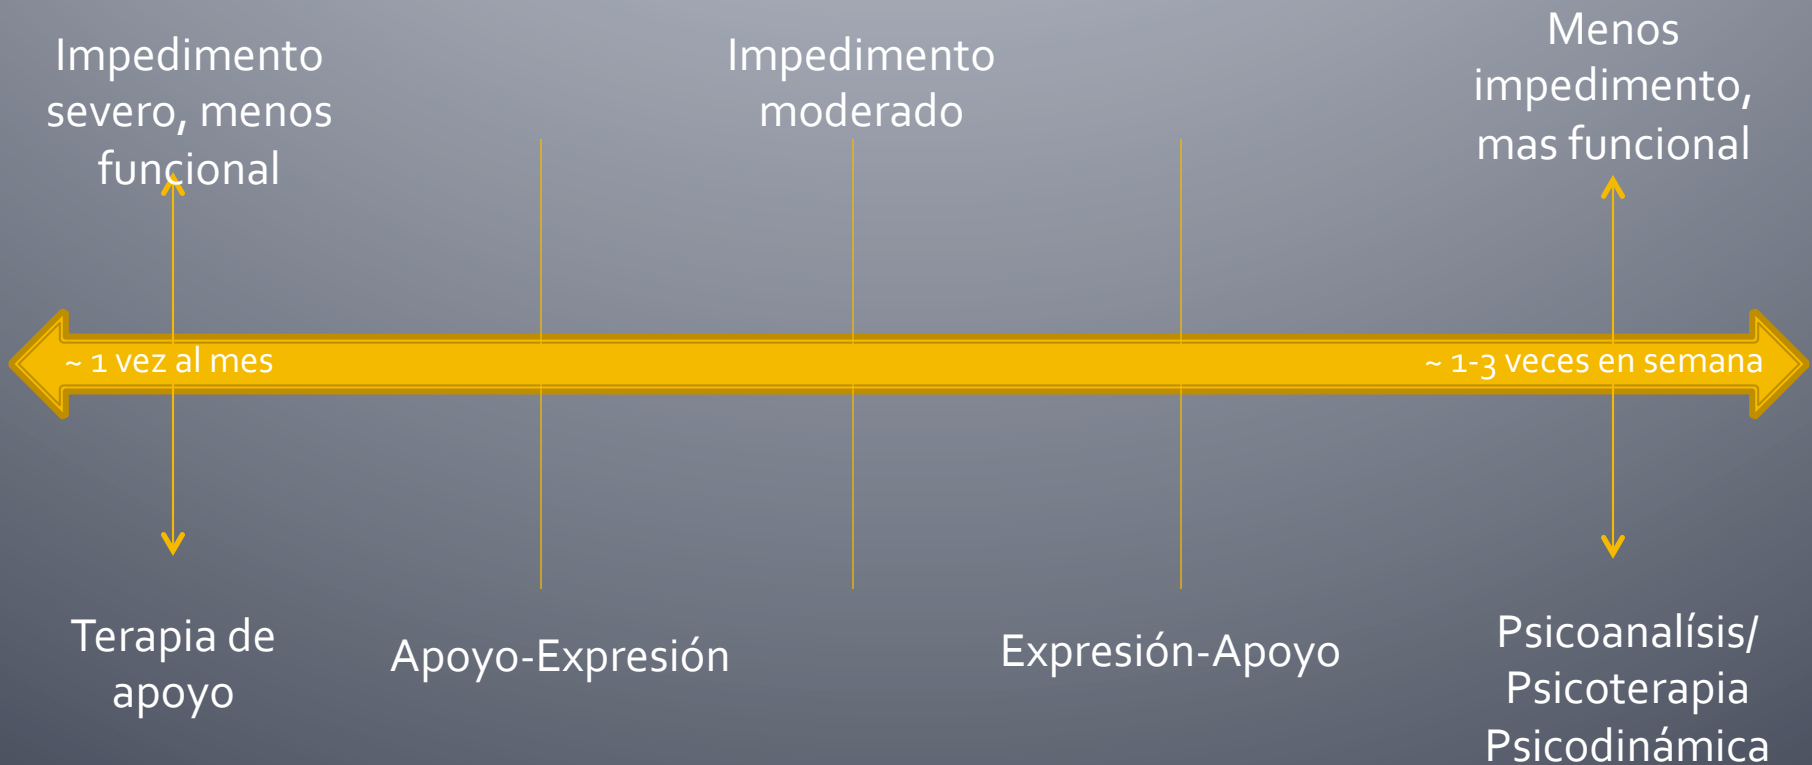 Impedimento
severo, menos
funcional
Impedimento
moderado
Menos
impedimento,
mas funcional
~ 1 vez al mes
~ 1-3 veces en semana
Terapia de
apoyo
Apoyo-Expresión
Expresión-Apoyo
Psicoanalísis/
Psicoterapia
Psicodinámica